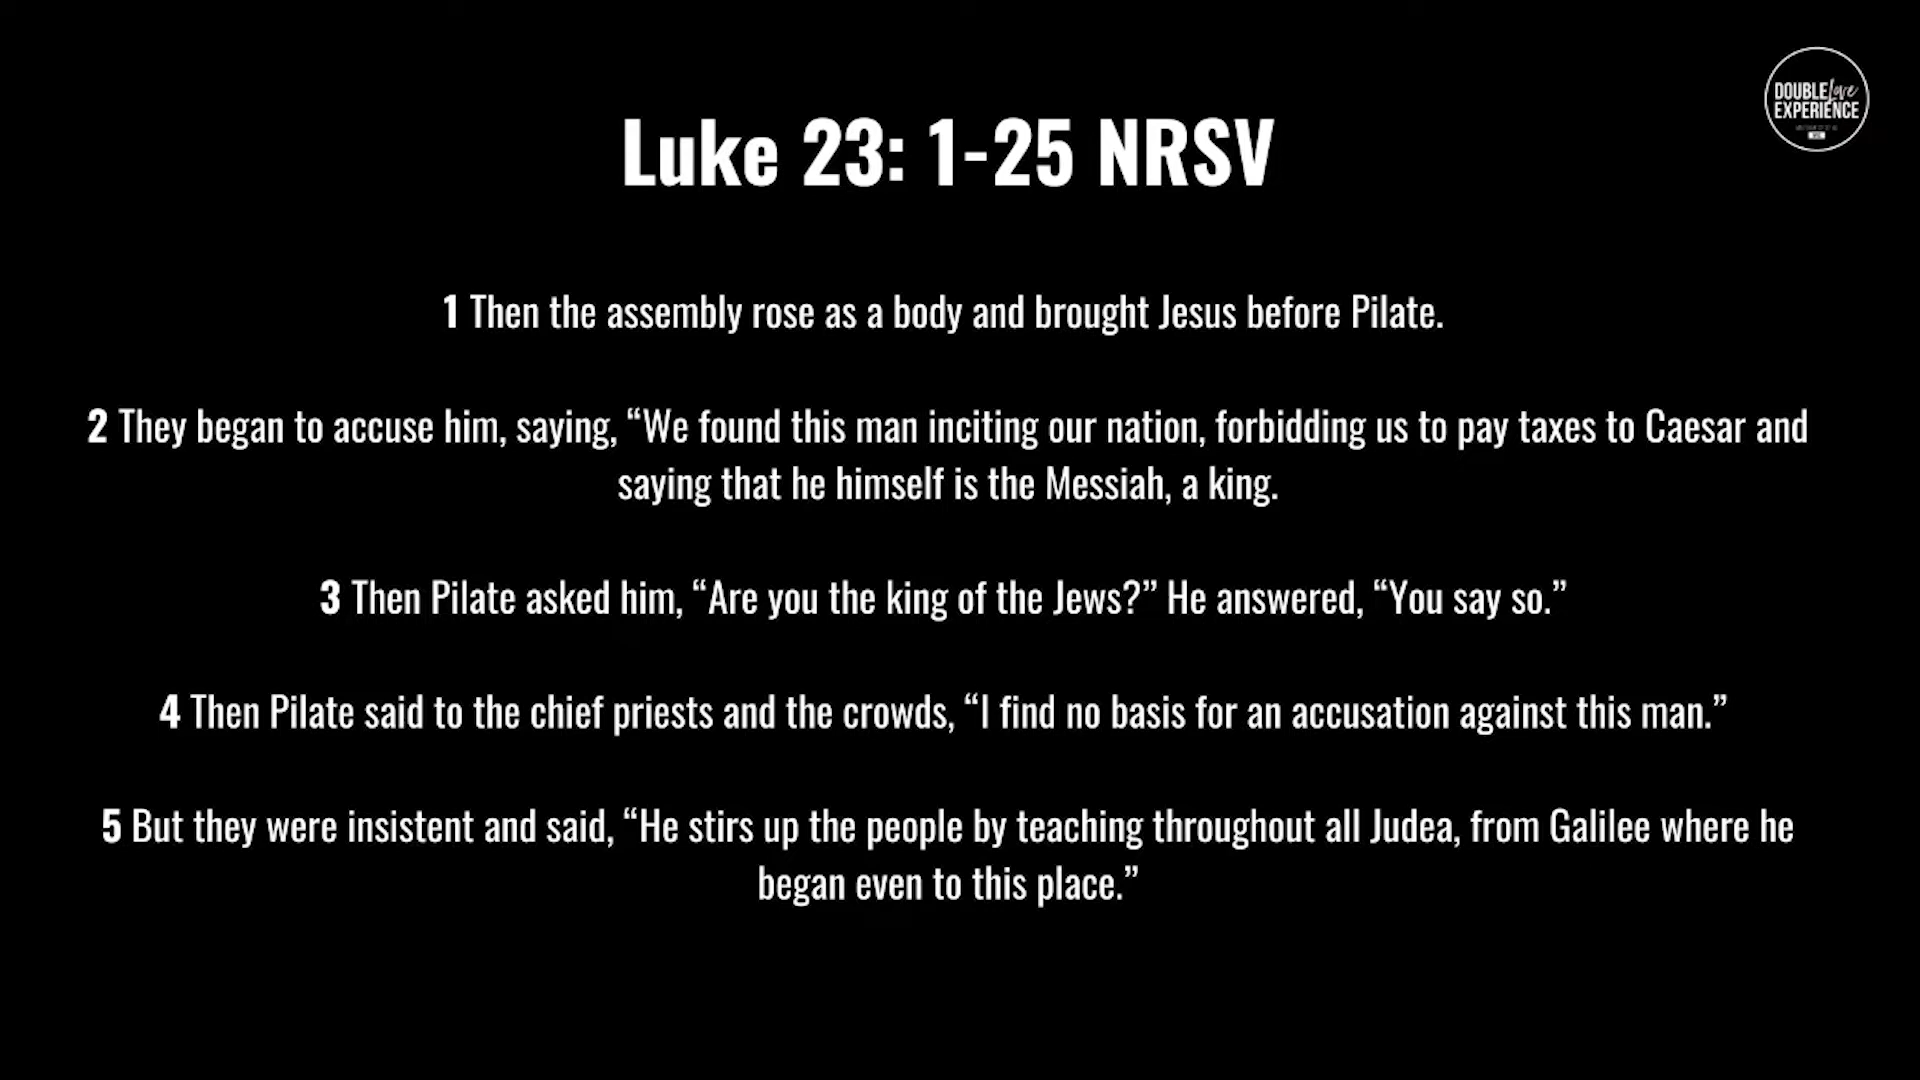 DOUBLE Love
EXPERIENCE
Luke 23: 1-25 NRSV
1 Then the assembly rose as a body and brought Jesus before Pilate.
2 They began to accuse him, saying, “We found this man inciting our nation, forbidding us to pay taxes to Caesar and
saying that he himself is the Messiah, a king.
3 Then Pilate asked him, “Are you the king of the Jews?” He answered, “You say so.”
4 Then Pilate said to the chief priests and the crowds, “I find no basis for an accusation against this man.”
5 But they were insistent and said, “He stirs up the people by teaching throughout all Judea, from Galilee where he
began even to this place.”